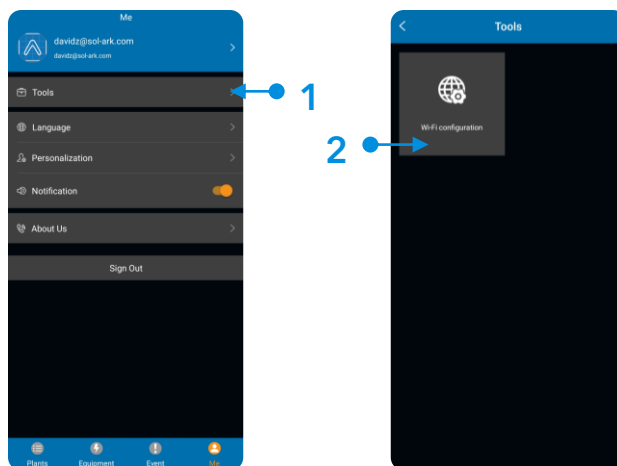 Me
davidz@sol-ark.com
davidz@sol-ark.com
Tools
1
Language
Personalization
Notification
About Us
Sign Out
Plants Equipment Event Me
Tools
Wi-Fi configuration
2